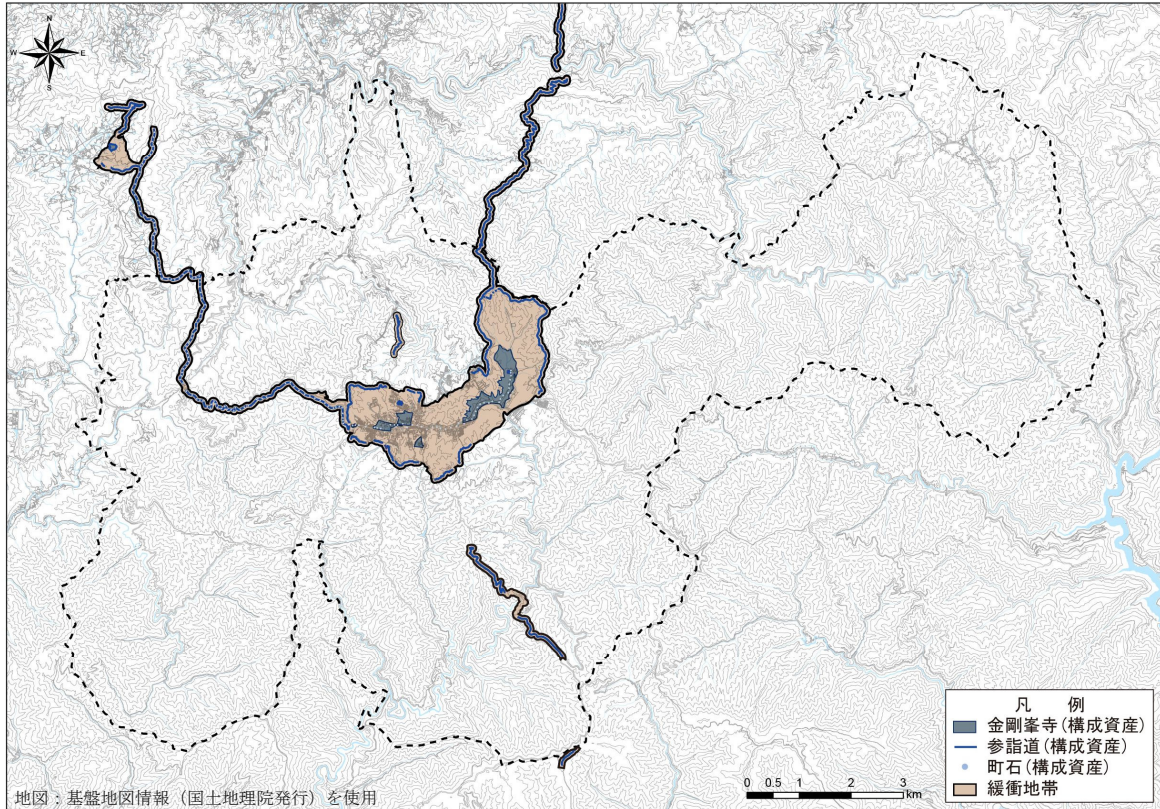 N
W E
S
凡 例
金剛峯寺(構成資産)
参詣道(構成資産)
町石(構成資産)
緩衝地帯
0 0.5 1 2 3
km
地図：基盤地図情報（国土地理院発行）を使用